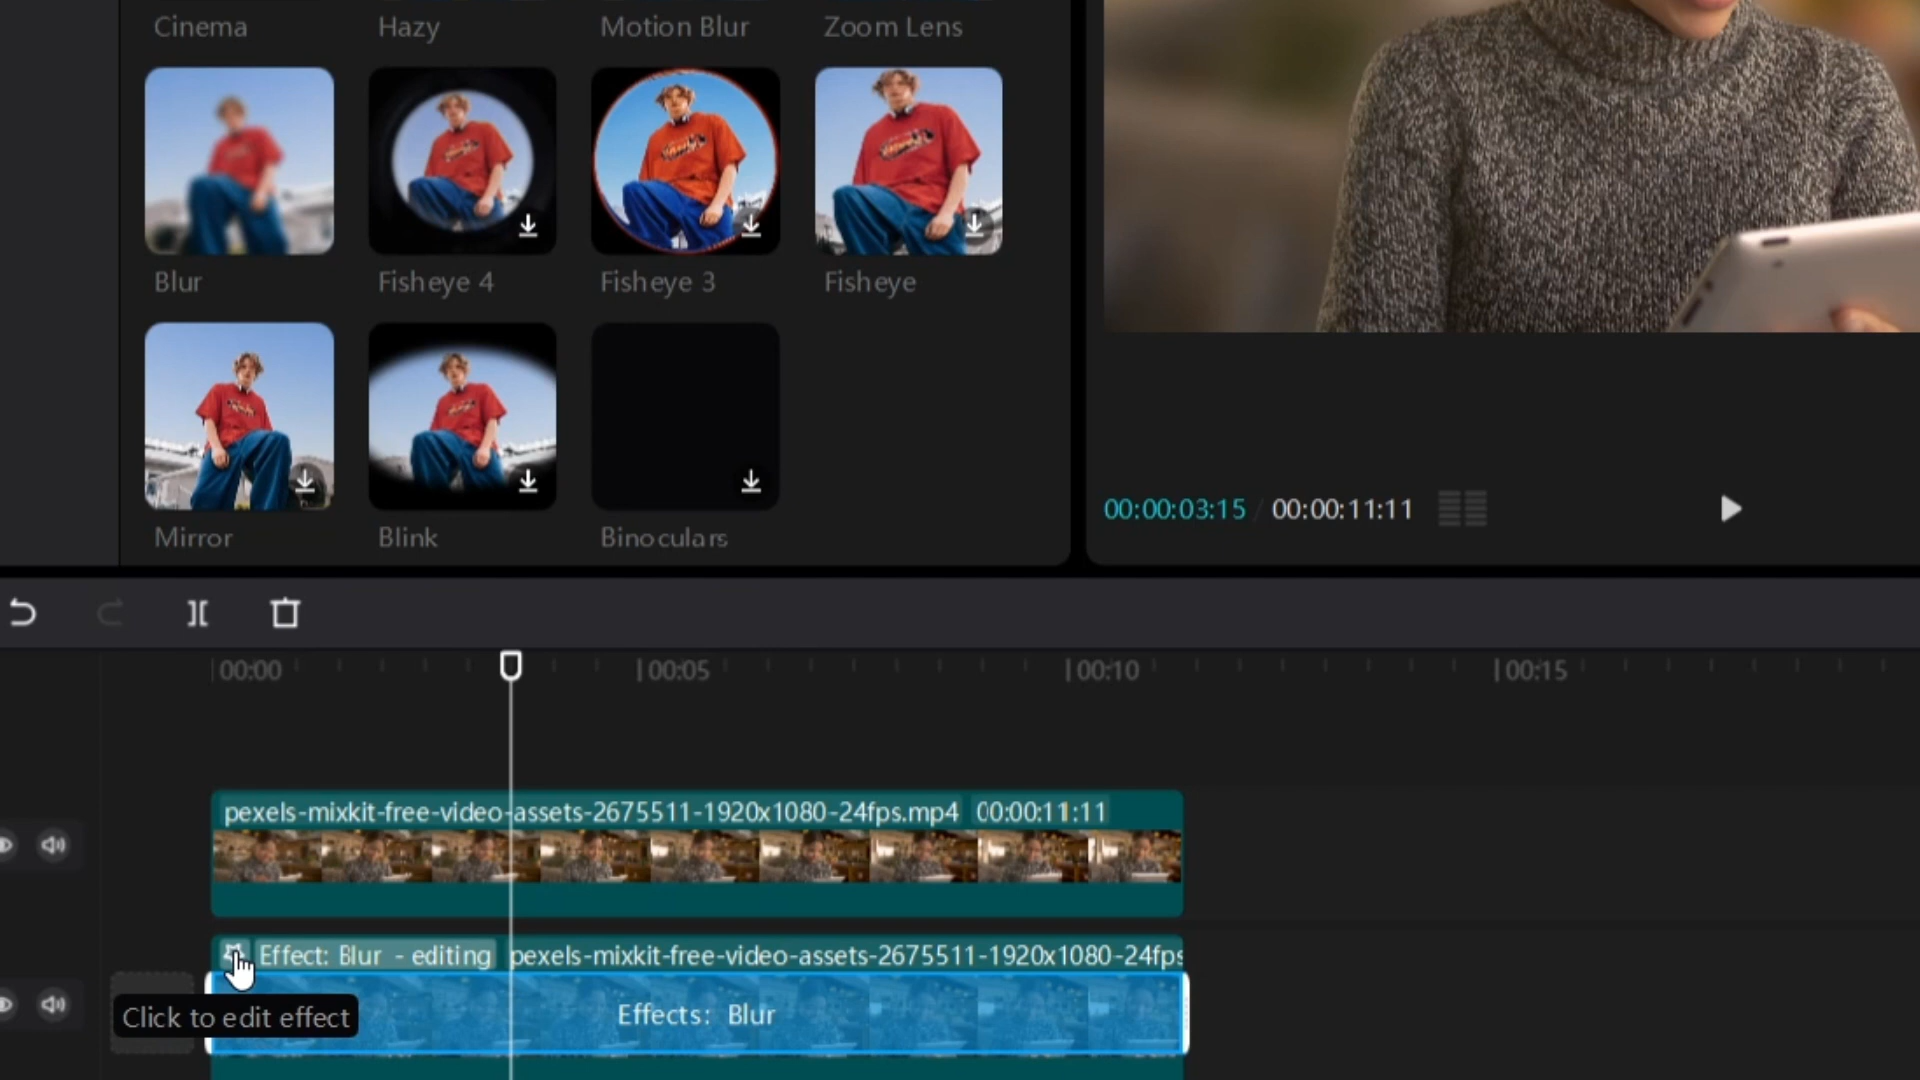 Cinema Hazy Motion Blur Zoom Lens
Blur Fisheye 4 Fisheye 3 Fisheye
Mirror Blink Binoculars
00:00:03:15 / 00:00:11:11
00:00 00:05 00:10 00:15
pexels-mixkit-free-video-assets-2675511-1920x1080-24fps.mp4 00:00:11:11
Effect: Blur - editing pexels-mixkit-free-video-assets-2675511-1920x1080-24fps
Click to edit effect
Effects: Blur